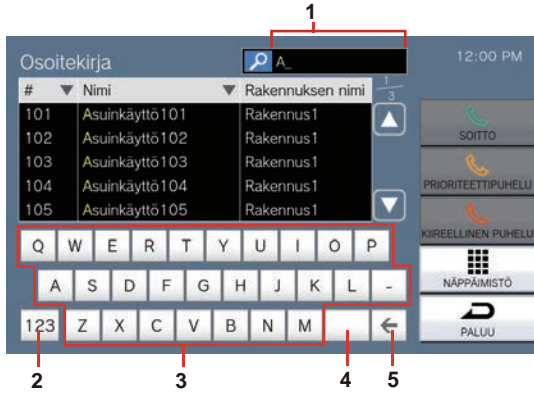 1
Osoitekirja
A_
12:00 PM
# ▼ Nimi ▼ Rakennuksen nimi
1
3
101 Asuinkäyttö101 Rakennus1
102 Asuinkäyttö102 Rakennus1
103 Asuinkäyttö103 Rakennus1
104 Asuinkäyttö104 Rakennus1
105 Asuinkäyttö105 Rakennus1
SOITTO
PRIORITEETTIPUHELU
KIIREELLINEN PUHELU
NÄPPÄIMISTÖ
PALUU
Q W E R T Y U I O P
A S D F G H J K L -
123 Z X C V B N M ←
2 3 4 5